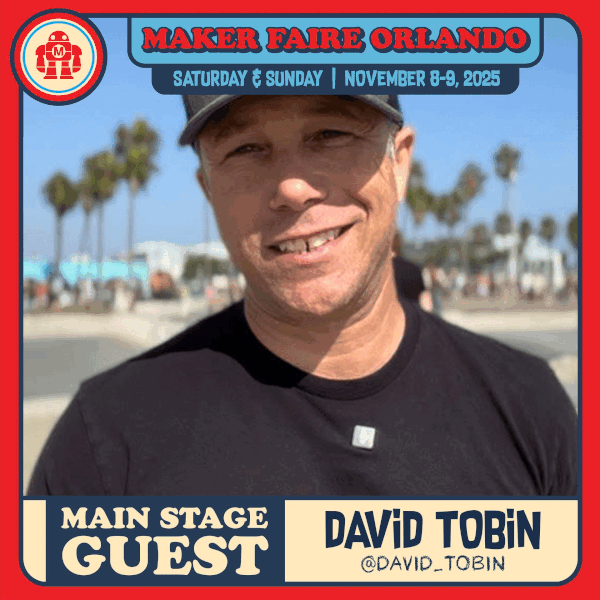 MAKER FAIRE ORLANDO
M
SATURDAY & SUNDAY | NOVEMBER 8-9, 2025
MAIN STAGE
GUEST
DAViD TOBiN
@DAVID_TOBIN